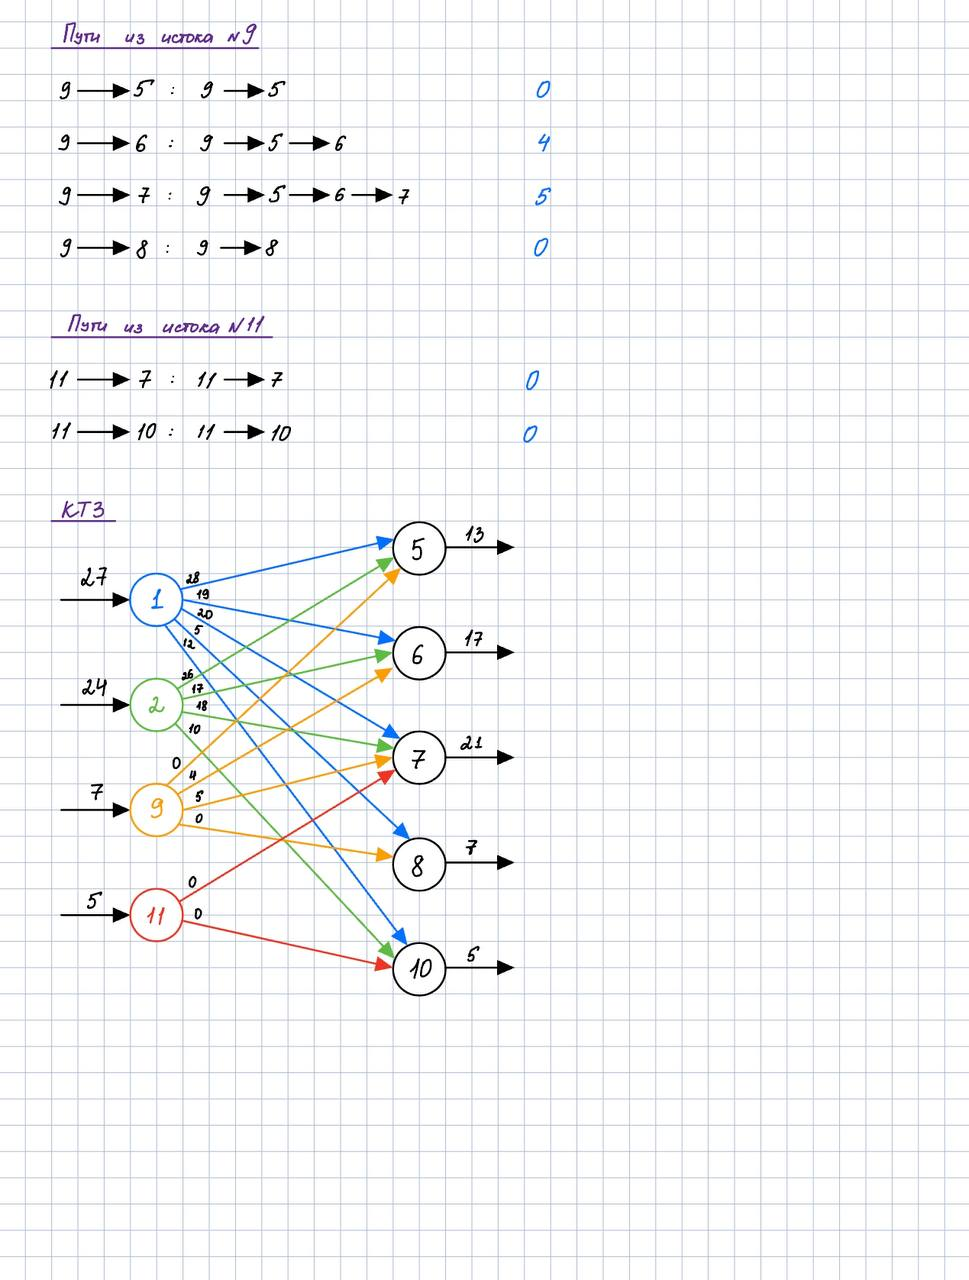 Пути из истока №9
9 → 5 : 9 → 5 0
9 → 6 : 9 → 5 → 6 4
9 → 7 : 9 → 5 → 6 → 7 5
9 → 8 : 9 → 8 0
Пути из истока №11
11 → 7 : 11 → 7 0
11 → 10 : 11 → 10 0
КТЗ
5 13
27 1 28
19
20
5
12
6 17
24 2 26
17
18
10
7 21
7 9 0
4
5
0
8 7
5 11 0
0
10 5